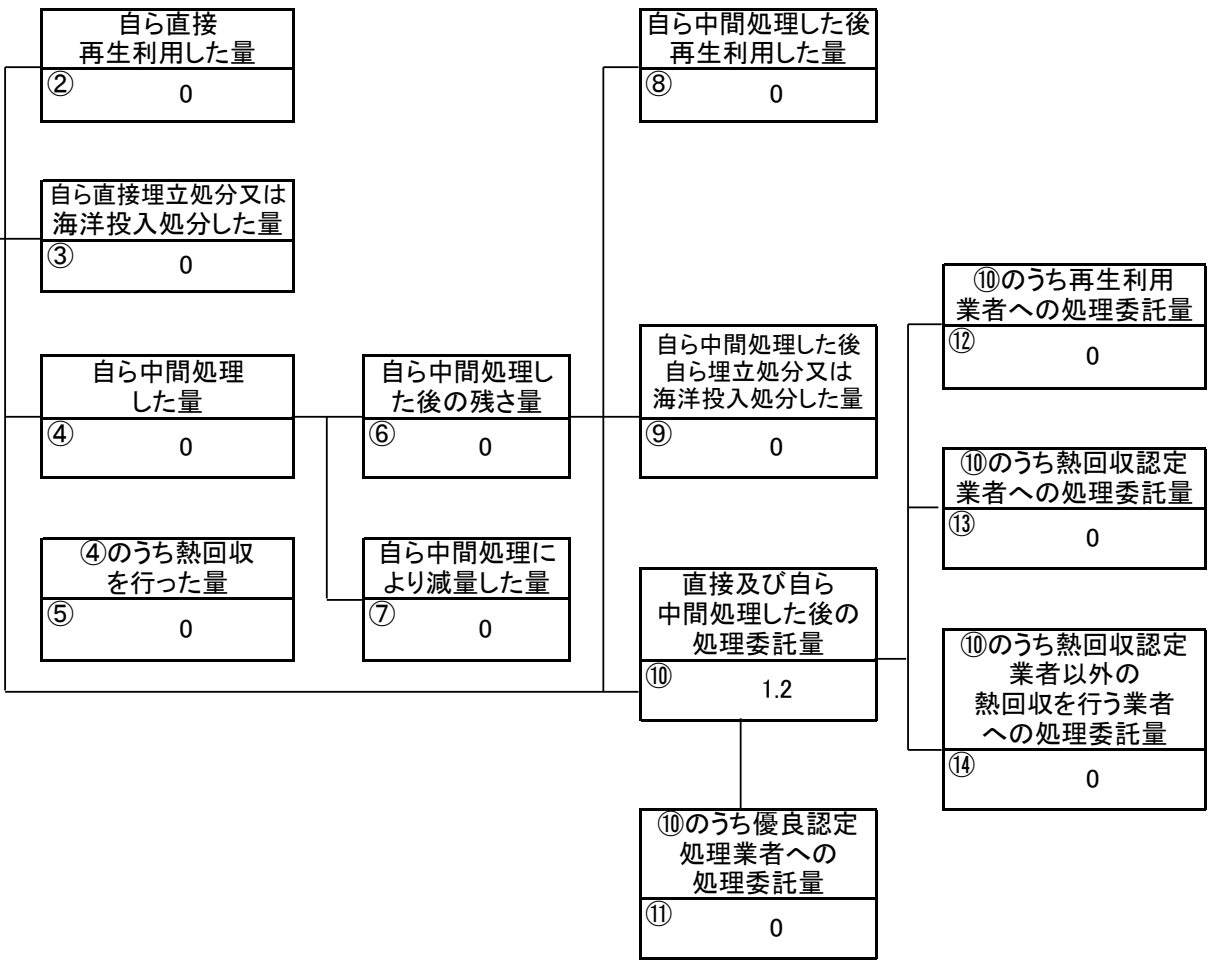 自ら直接
再生利用した量
②
0
自ら直接埋立処分又は
海洋投入処分した量
③
0
自ら中間処理
した量
④
0
④のうち熱回収
を行った量
⑤
0
自ら中間処理し
た後の残さ量
⑥
0
自ら中間処理に
より減量した量
⑦
0
自ら中間処理した後
再生利用した量
⑧
0
自ら中間処理した後
自ら埋立処分又は
海洋投入処分した量
⑨
0
直接及び自ら
中間処理した後の
処理委託量
⑩
1.2
⑩のうち優良認定
処理業者への
処理委託量
⑪
0
⑩のうち再生利用
業者への処理委託量
⑫
0
⑩のうち熱回収認定
業者への処理委託量
⑬
0
⑩のうち熱回収認定
業者以外の
熱回収を行う業者
への処理委託量
⑭
0